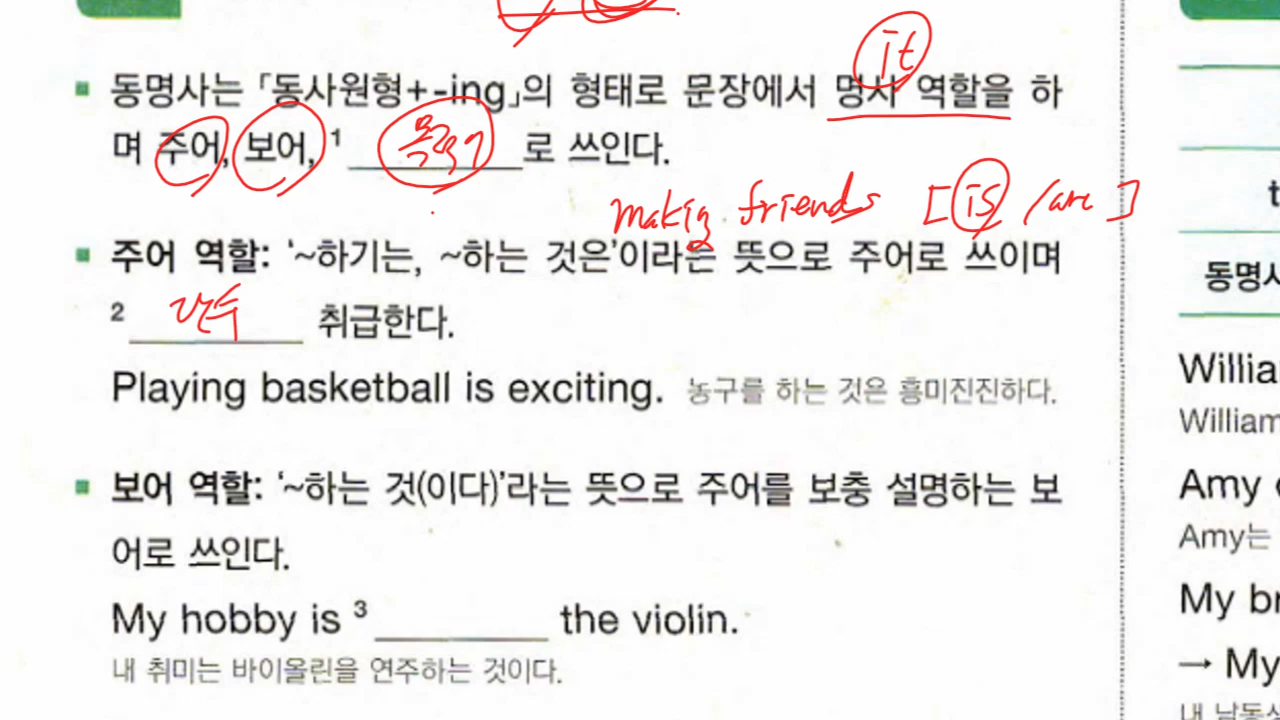 it
동명사는 「동사원형+-ing」의 형태로 문장에서 명사 역할을 하
며 주어, 보어, 1 목적어 로 쓰인다.
making friends [ is / are ]
주어 역할: '~하기는, ~하는 것은'이라는 뜻으로 주어로 쓰이며
2 단수 취급한다.
Playing basketball is exciting. 농구를 하는 것은 흥미진진하다.
보어 역할: '~하는 것(이다)'라는 뜻으로 주어를 보충 설명하는 보
어로 쓰인다.
My hobby is 3 ________ the violin.
내 취미는 바이올린을 연주하는 것이다.
t
동명사
Willia
William
Amy
Amy는
My br
→ My